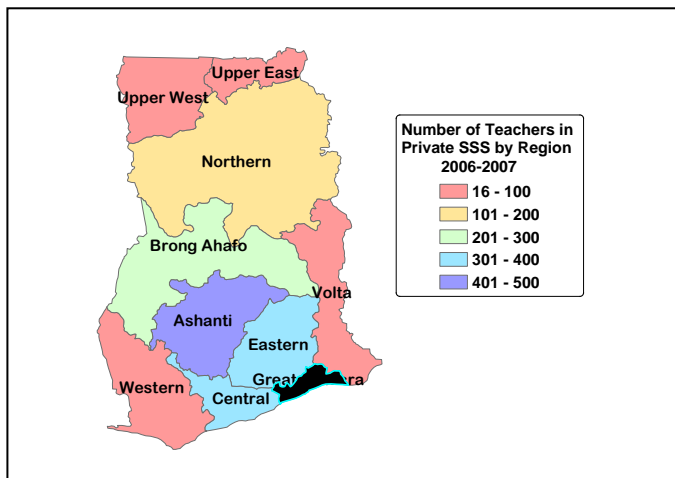 Upper East
Upper West
Northern
Brong Ahafo
Volta
Ashanti
Eastern
Western
Central
Number of Teachers in
Private SSS by Region
2006-2007
16 - 100
101 - 200
201 - 300
301 - 400
401 - 500